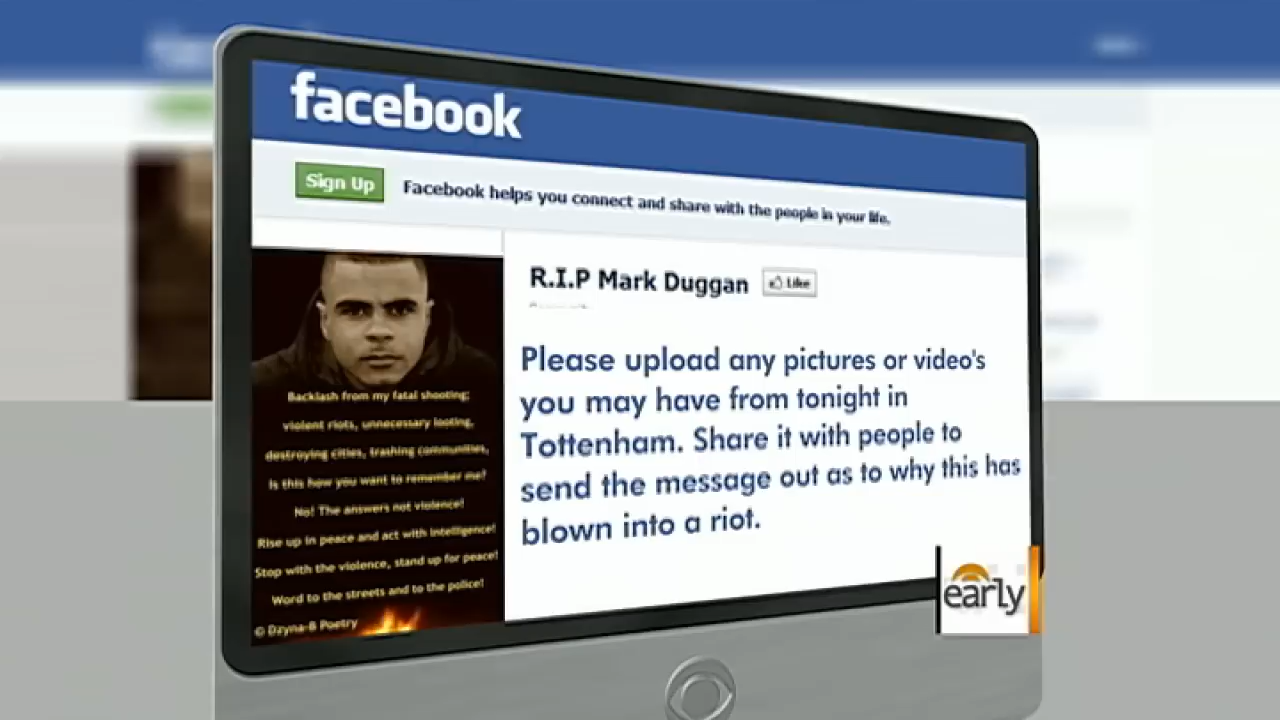 facebook
Sign Up
Facebook helps you connect and share with the people in your life.
R.I.P Mark Duggan
Like
Please upload any pictures or video's
you may have from tonight in
Tottenham. Share it with people to
send the message out as to why this has
blown into a riot.
Backlash from my fatal shooting;
violent riots, unnecessary looting,
destroying cities, trashing communities,
Is this how you want to remember me?
No! The answers not violence!
Rise up in peace and act with intelligence!
Stop with the violence, stand up for peace!
Word to the streets and to the police!
© Dzyna-B Poetry
early